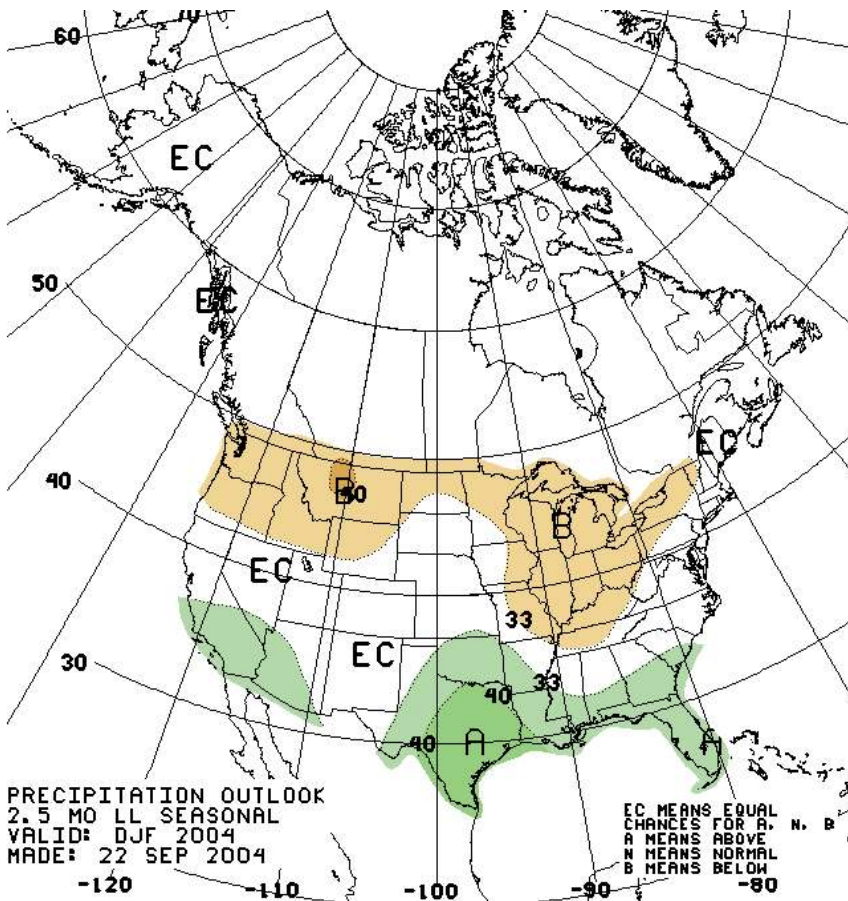 70
60
EC
50
EC
EC
40
B
40
B
EC
33
EC
30
33
40
40
A
A
PRECIPITATION OUTLOOK
2.5 MO LL SEASONAL
VALID: DJF 2004
MADE: 22 SEP 2004
EC MEANS EQUAL
CHANCES FOR A, N, B
A MEANS ABOVE
N MEANS NORMAL
B MEANS BELOW
-120
-110
-100
-90
-80